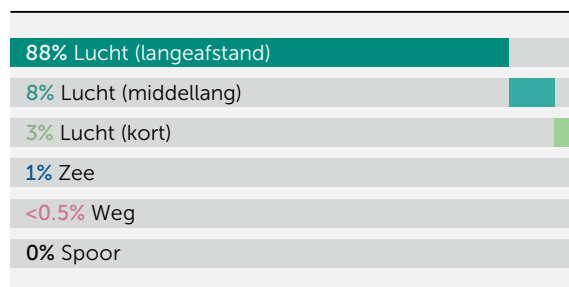 88% Lucht (langeafstand)
8% Lucht (middellang)
3% Lucht (kort)
1% Zee
<0.5% Weg
0% Spoor